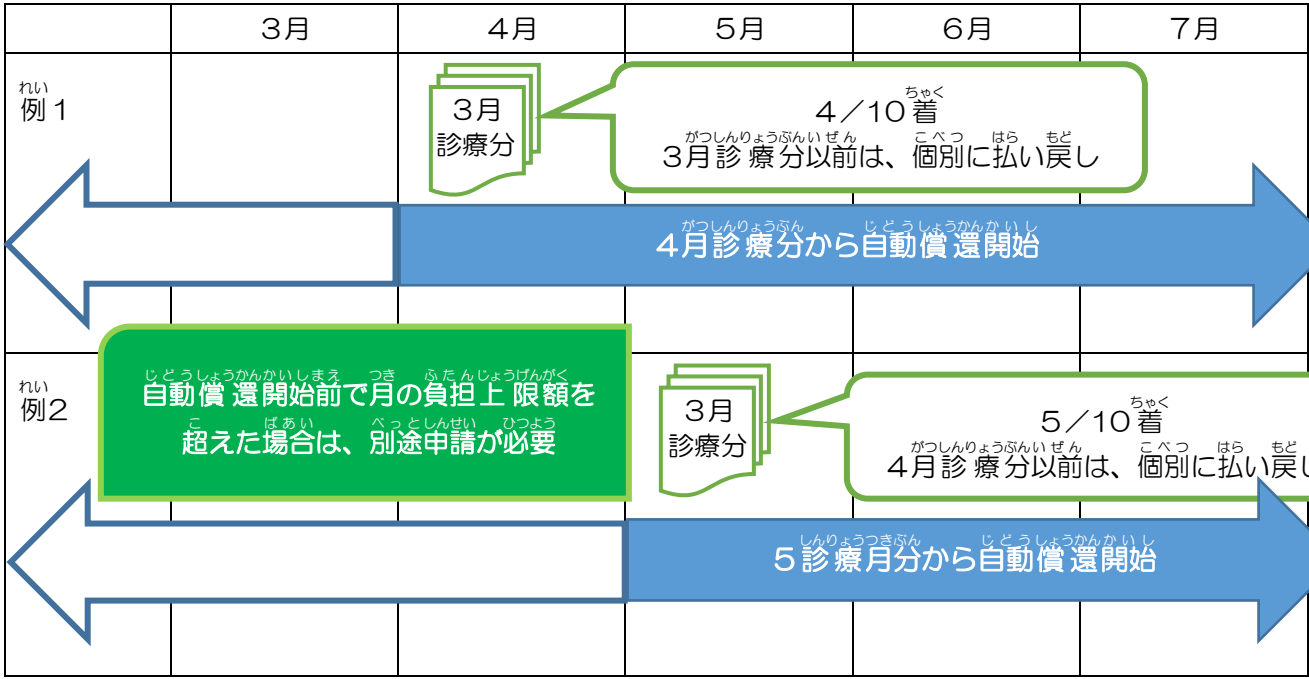 3月 4月 5月 6月 7月
れい
例1
3月
診療分
ちゃく
4／10着
がつしんりょうぶんいぜん こべつ はら もど
3月診療分以前は、個別に払い戻し
がつしんりょうぶん じどうしょうかんかいし
4月診療分から自動償還開始
じどうしょうかんかいしまえ つき ふたんじょうげんがく
自動償還開始前で月の負担上限額を
こ ばあい べっとしんせい ひつよう
超えた場合は、別途申請が必要
れい
例2
3月
診療分
ちゃく
5／10着
がつしんりょうぶんいぜん こべつ はら もど
4月診療分以前は、個別に払い戻し
しんりょうつきぶん じどうしょうかんかいし
5診療月分から自動償還開始